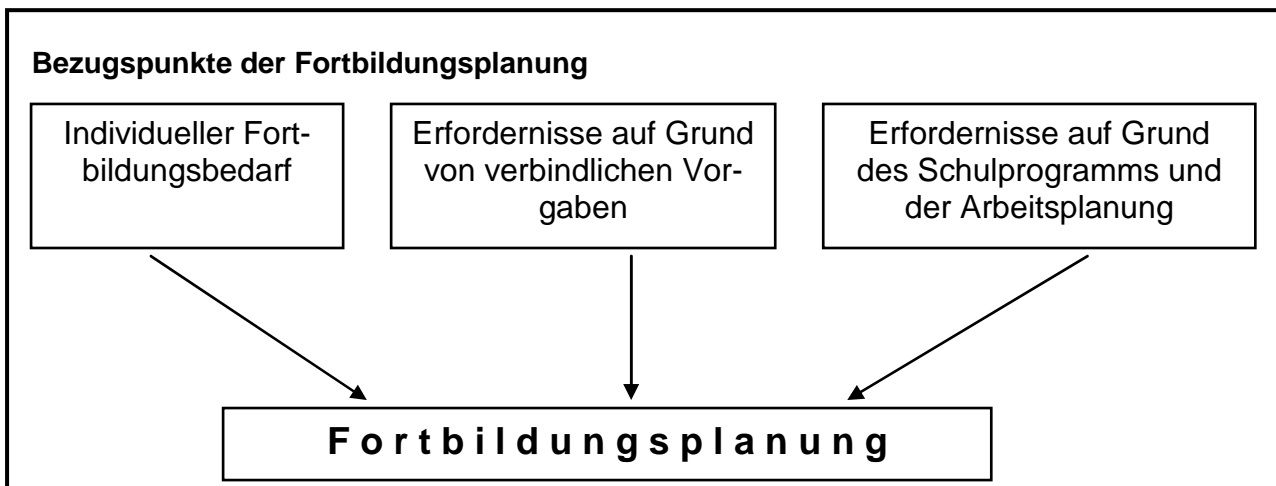 Bezugspunkte der Fortbildungsplanung
Individueller Fort-
bildungsbedarf
Erfordernisse auf Grund
von verbindlichen Vor-
gaben
Erfordernisse auf Grund
des Schulprogramms und
der Arbeitsplanung
F o r t b i l d u n g s p l a n u n g